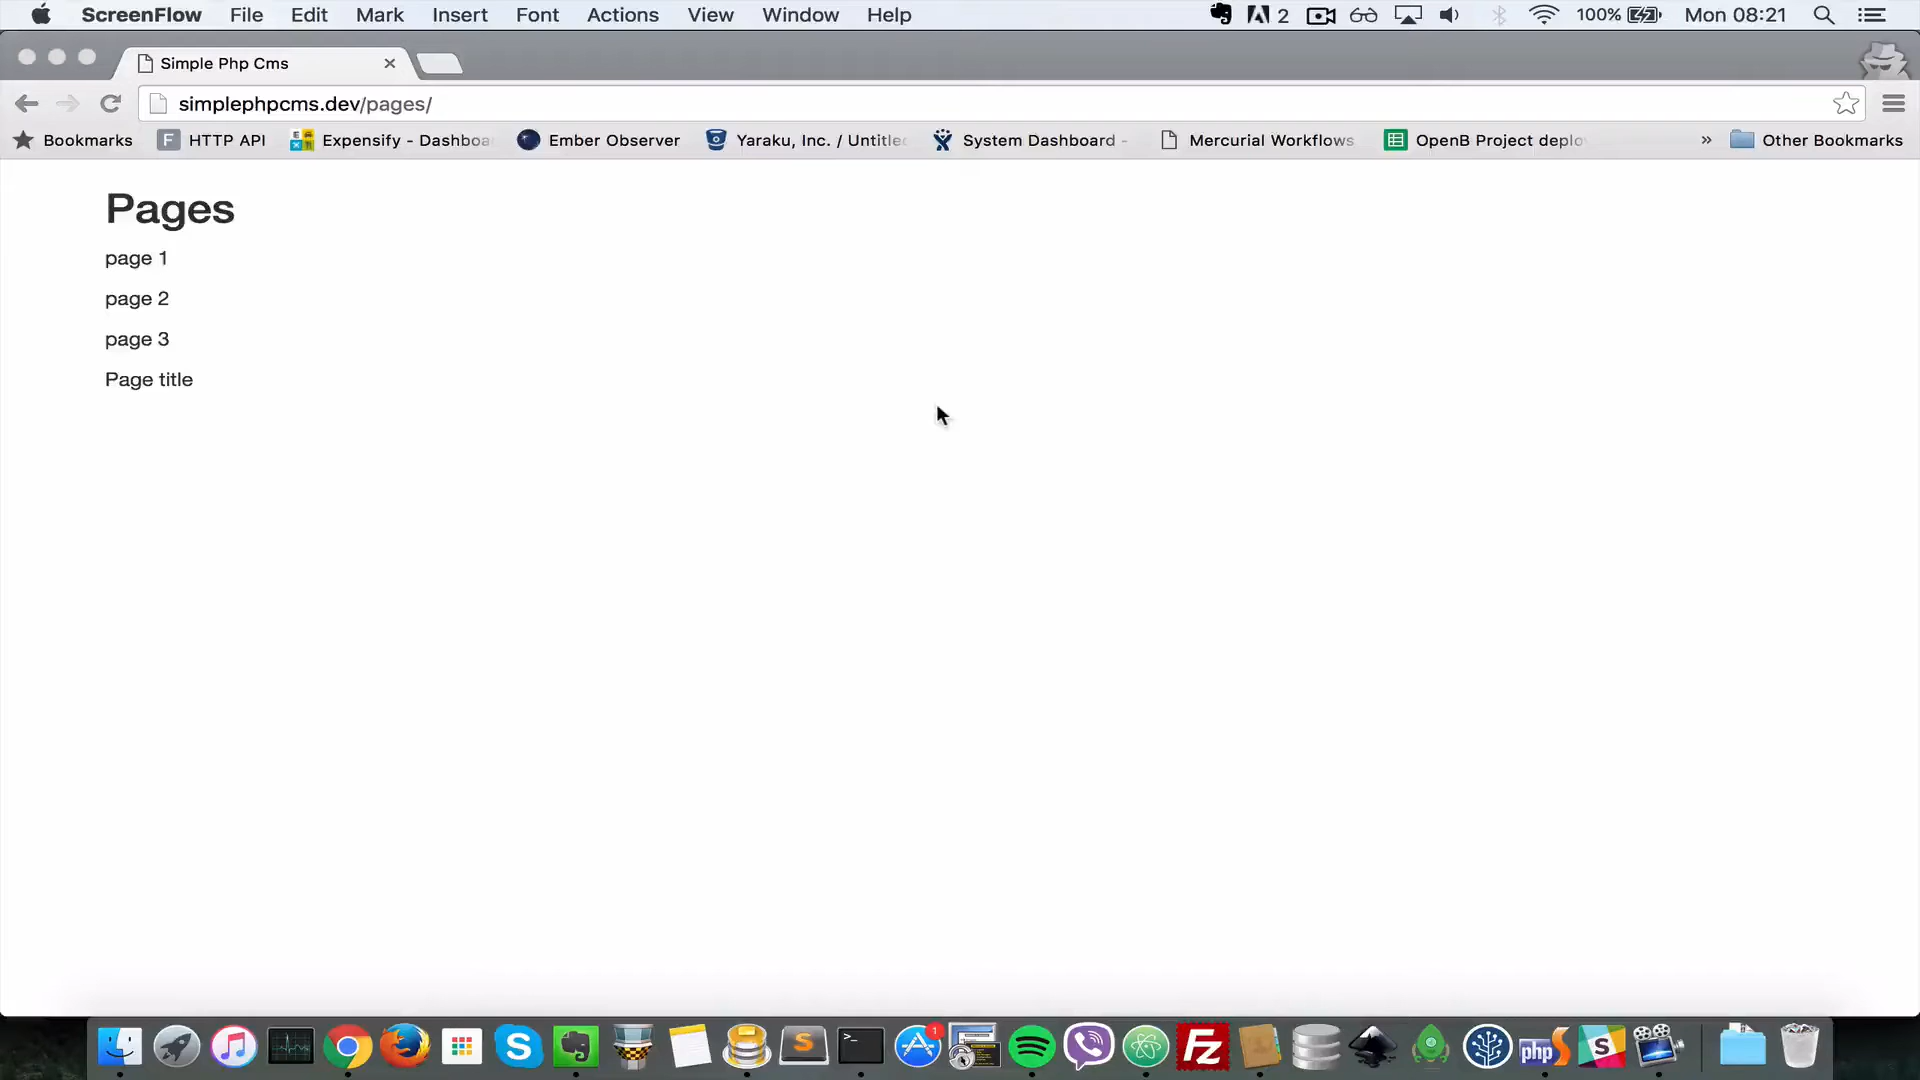 ScreenFlow File Edit Mark Insert Font Actions View Window Help 2 100% Mon 08:21
Simple Php Cms
simplephpcms.dev/pages/
Bookmarks F HTTP API Expensify - Dashboa Ember Observer Yaraku, Inc. / Untitle System Dashboard - Mercurial Workflows OpenB Project deplo » Other Bookmarks
Pages
page 1
page 2
page 3
Page title
S S >_ 1 Fz php S